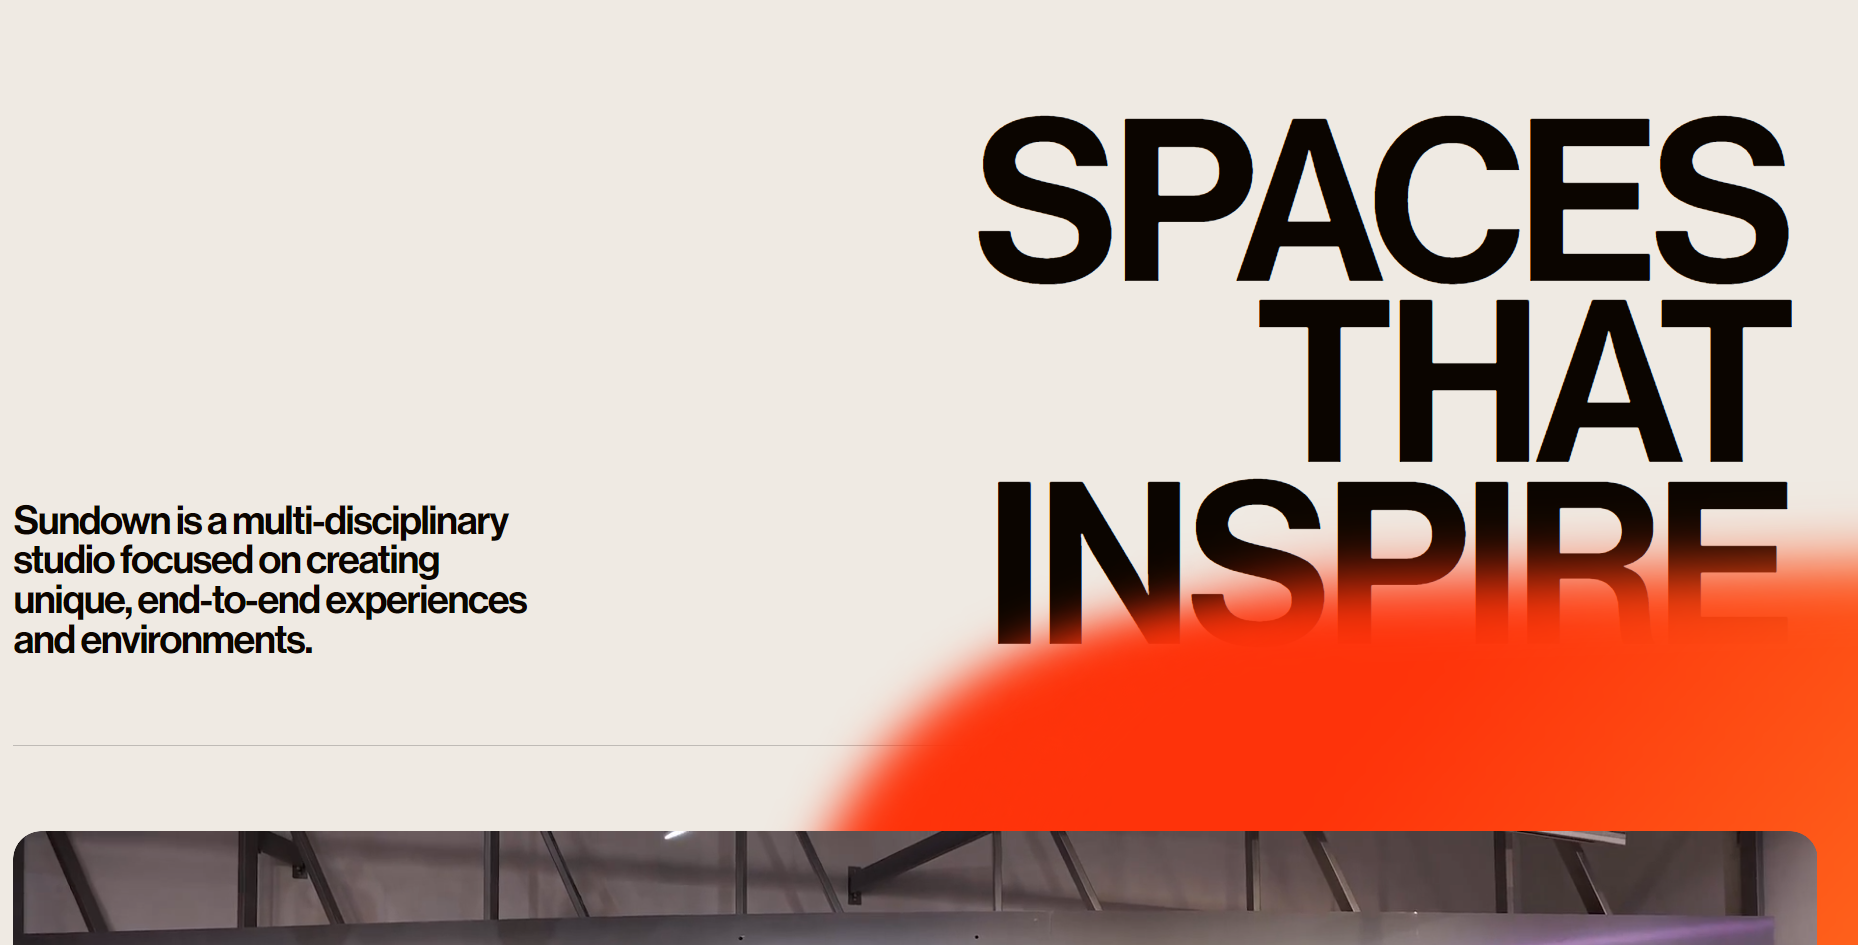 SPACES
THAT
INSPIRE
Sundown is a multi-disciplinary
studio focused on creating
unique, end-to-end experiences
and environments.